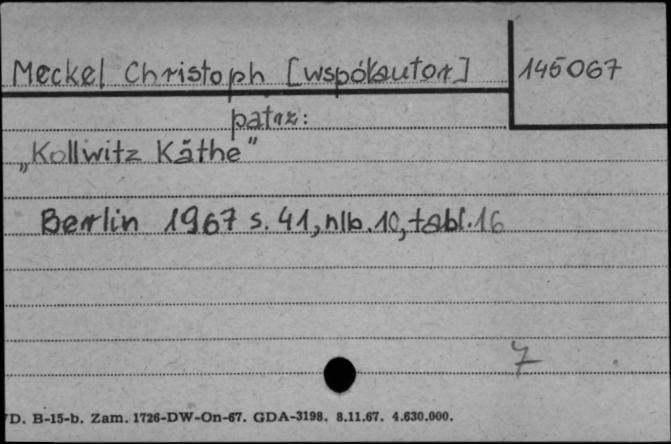 Meckel Christoph [współautor] 145067
patrz:
„Kollwitz Käthe”
Berlin 1967 s. 41, nlb. 10, tabl. 16
7
D. B-15-b. Zam. 1726-DW-On-67. GDA-3198. 8.11.67. 4.630.000.